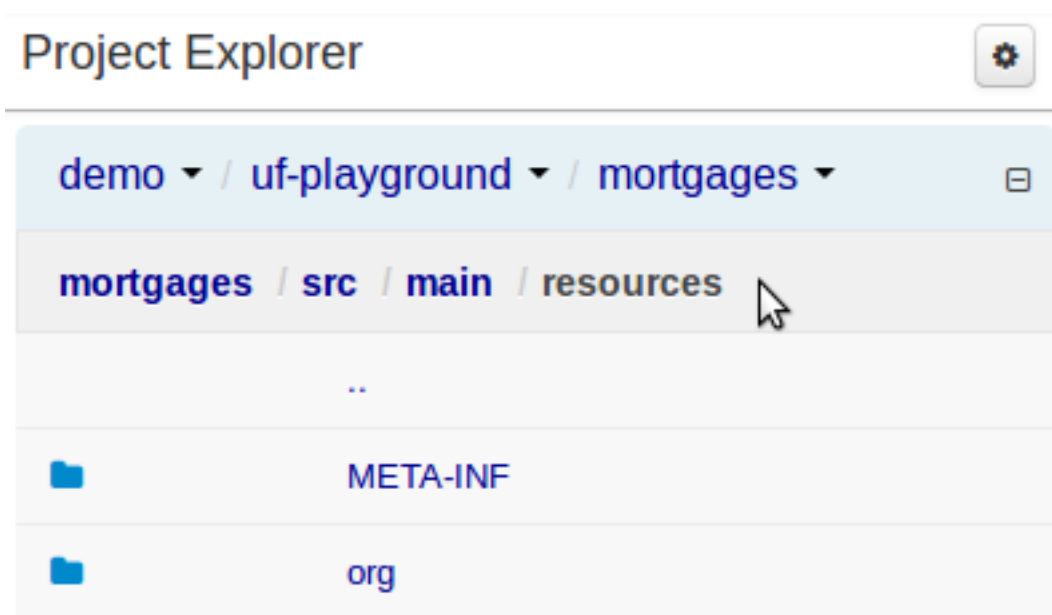 Project Explorer
demo / uf-playground / mortgages
mortgages / src / main / resources
..
META-INF
org